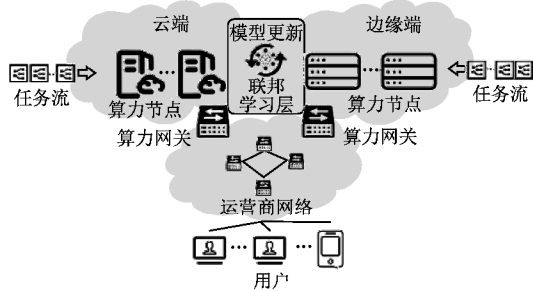 云端
模型更新
边缘端
联邦
学习层
任务流
算力节点
算力节点
任务流
算力网关
算力网关
运营商网络
用户